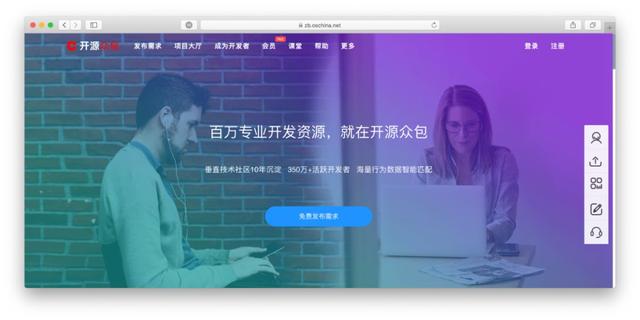 zb.oschina.net
开源众包
发布需求 项目大厅 成为开发者 会员 课堂 帮助 更多 登录 注册
百万专业开发资源，就在开源众包
垂直技术社区10年沉淀 350万+活跃开发者 海量行为数据智能匹配
免费发布需求